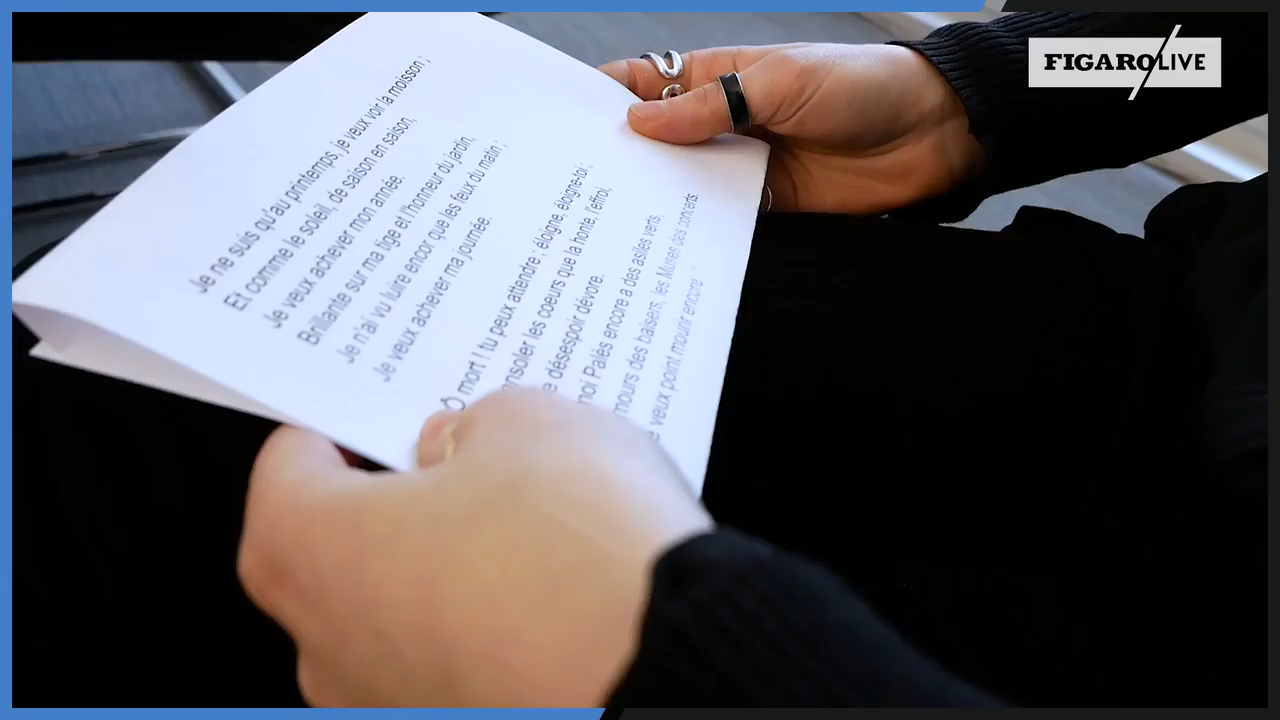 FIGAROLIVE
Je ne suis qu'au printemps, je veux voir la moisson ;
Et comme le soleil, de saison en saison,
Je veux achever mon année.
Brillante sur ma tige et l'honneur du jardin,
Je n'ai vu luire encor que les feux du matin ;
Je veux achever ma journée.
Ô mort ! tu peux attendre ; éloigne, éloigne-toi ;
nsoler les coeurs que la honte, l'effroi,
e désespoir dévore.
moi Palès encore a des asiles verts,
mours des baisers, les Muses des concerts.
e veux point mourir encore. "